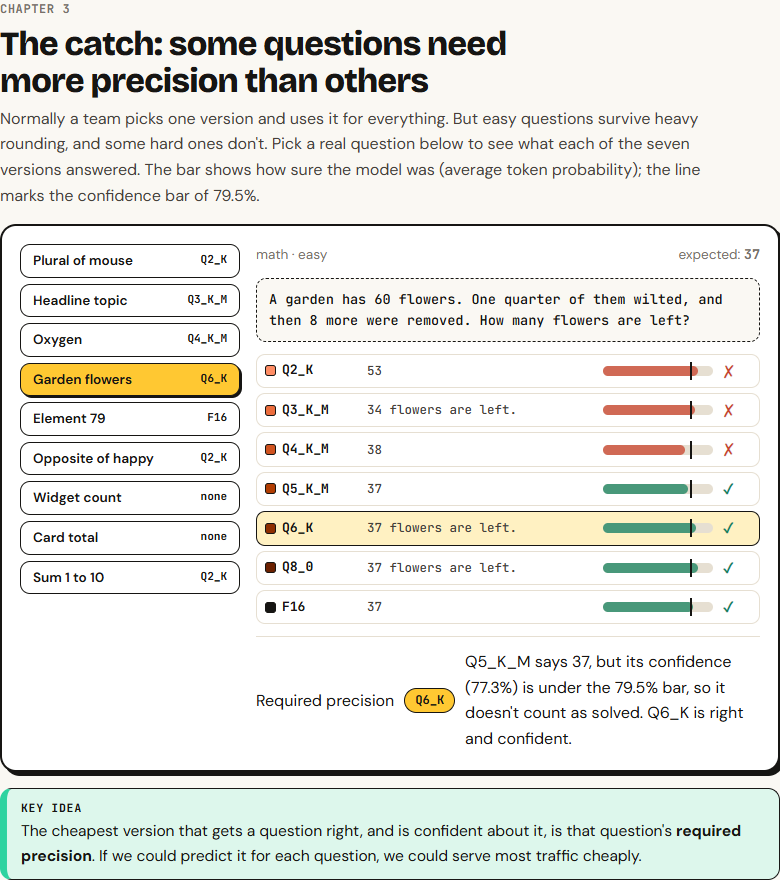 CHAPTER 3
The catch: some questions need
more precision than others
Normally a team picks one version and uses it for everything. But easy questions survive heavy
rounding, and some hard ones don't. Pick a real question below to see what each of the seven
versions answered. The bar shows how sure the model was (average token probability); the line
marks the confidence bar of 79.5%.
Plural of mouse Q2_K
Headline topic Q3_K_M
Oxygen Q4_K_M
Garden flowers Q6_K
Element 79 F16
Opposite of happy Q2_K
Widget count none
Card total none
Sum 1 to 10 Q2_K
math · easy expected: 37
A garden has 60 flowers. One quarter of them wilted, and
then 8 more were removed. How many flowers are left?
Q2_K 53 ✗
Q3_K_M 34 flowers are left. ✗
Q4_K_M 38 ✗
Q5_K_M 37 ✓
Q6_K 37 flowers are left. ✓
Q8_0 37 flowers are left. ✓
F16 37 ✓
Required precision Q6_K
Q5_K_M says 37, but its confidence
(77.3%) is under the 79.5% bar, so it
doesn't count as solved. Q6_K is right
and confident.
KEY IDEA
The cheapest version that gets a question right, and is confident about it, is that question's required
precision. If we could predict it for each question, we could serve most traffic cheaply.